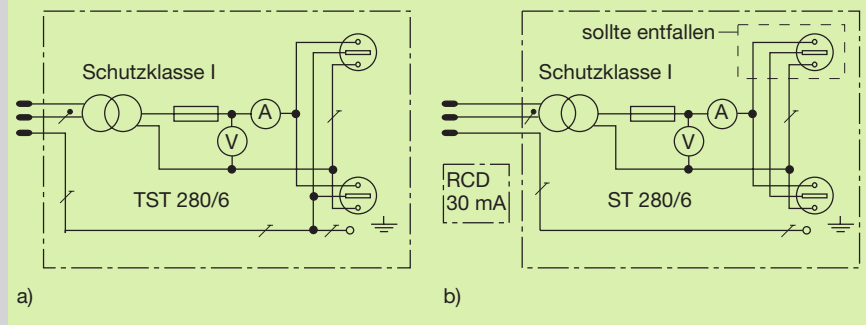 Schutzklasse I
A
V
TST 280/6
a)
sollte entfallen
Schutzklasse I
A
V
RCD
30 mA
ST 280/6
b)